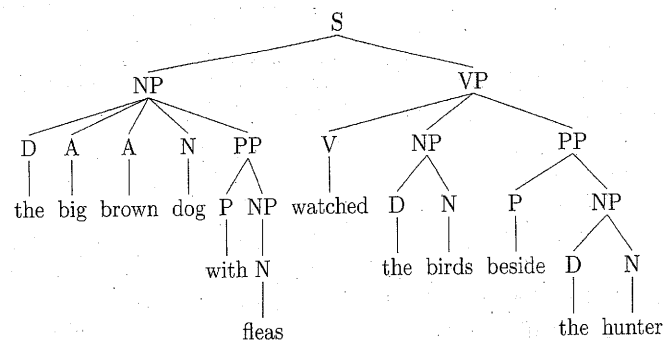 S
NP VP
D A A N PP V NP PP
the big brown dog P NP watched D N P NP
with N the birds beside D N
fleas the hunter